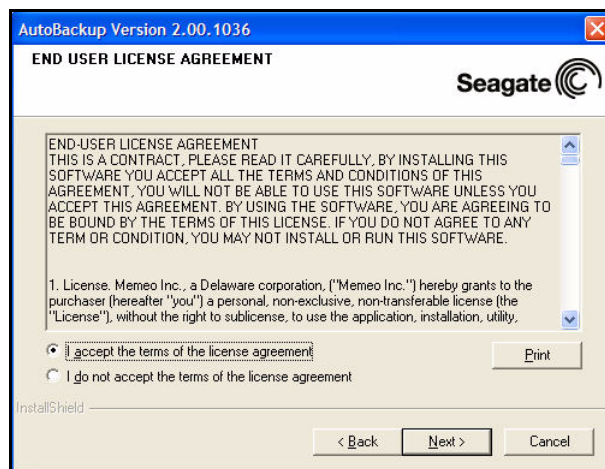 AutoBackup Version 2.00.1036
END USER LICENSE AGREEMENT
Seagate
END-USER LICENSE AGREEMENT
THIS IS A CONTRACT, PLEASE READ IT CAREFULLY, BY INSTALLING THIS
SOFTWARE YOU ACCEPT ALL THE TERMS AND CONDITIONS OF THIS
AGREEMENT, YOU WILL NOT BE ABLE TO USE THIS SOFTWARE UNLESS YOU
ACCEPT THIS AGREEMENT. BY USING THE SOFTWARE, YOU ARE AGREEING TO
BE BOUND BY THE TERMS OF THIS LICENSE. IF YOU DO NOT AGREE TO ANY
TERM OR CONDITION, YOU MAY NOT INSTALL OR RUN THIS SOFTWARE.
1. License. Memeo Inc., a Delaware corporation, ("Memeo Inc.") hereby grants to the
purchaser (hereafter "you") a personal, non-exclusive, non-transferable license (the
"License"), without the right to sublicense, to use the application, installation, utility,
I accept the terms of the license agreement
Print
I do not accept the terms of the license agreement
InstallShield
< Back
Next >
Cancel